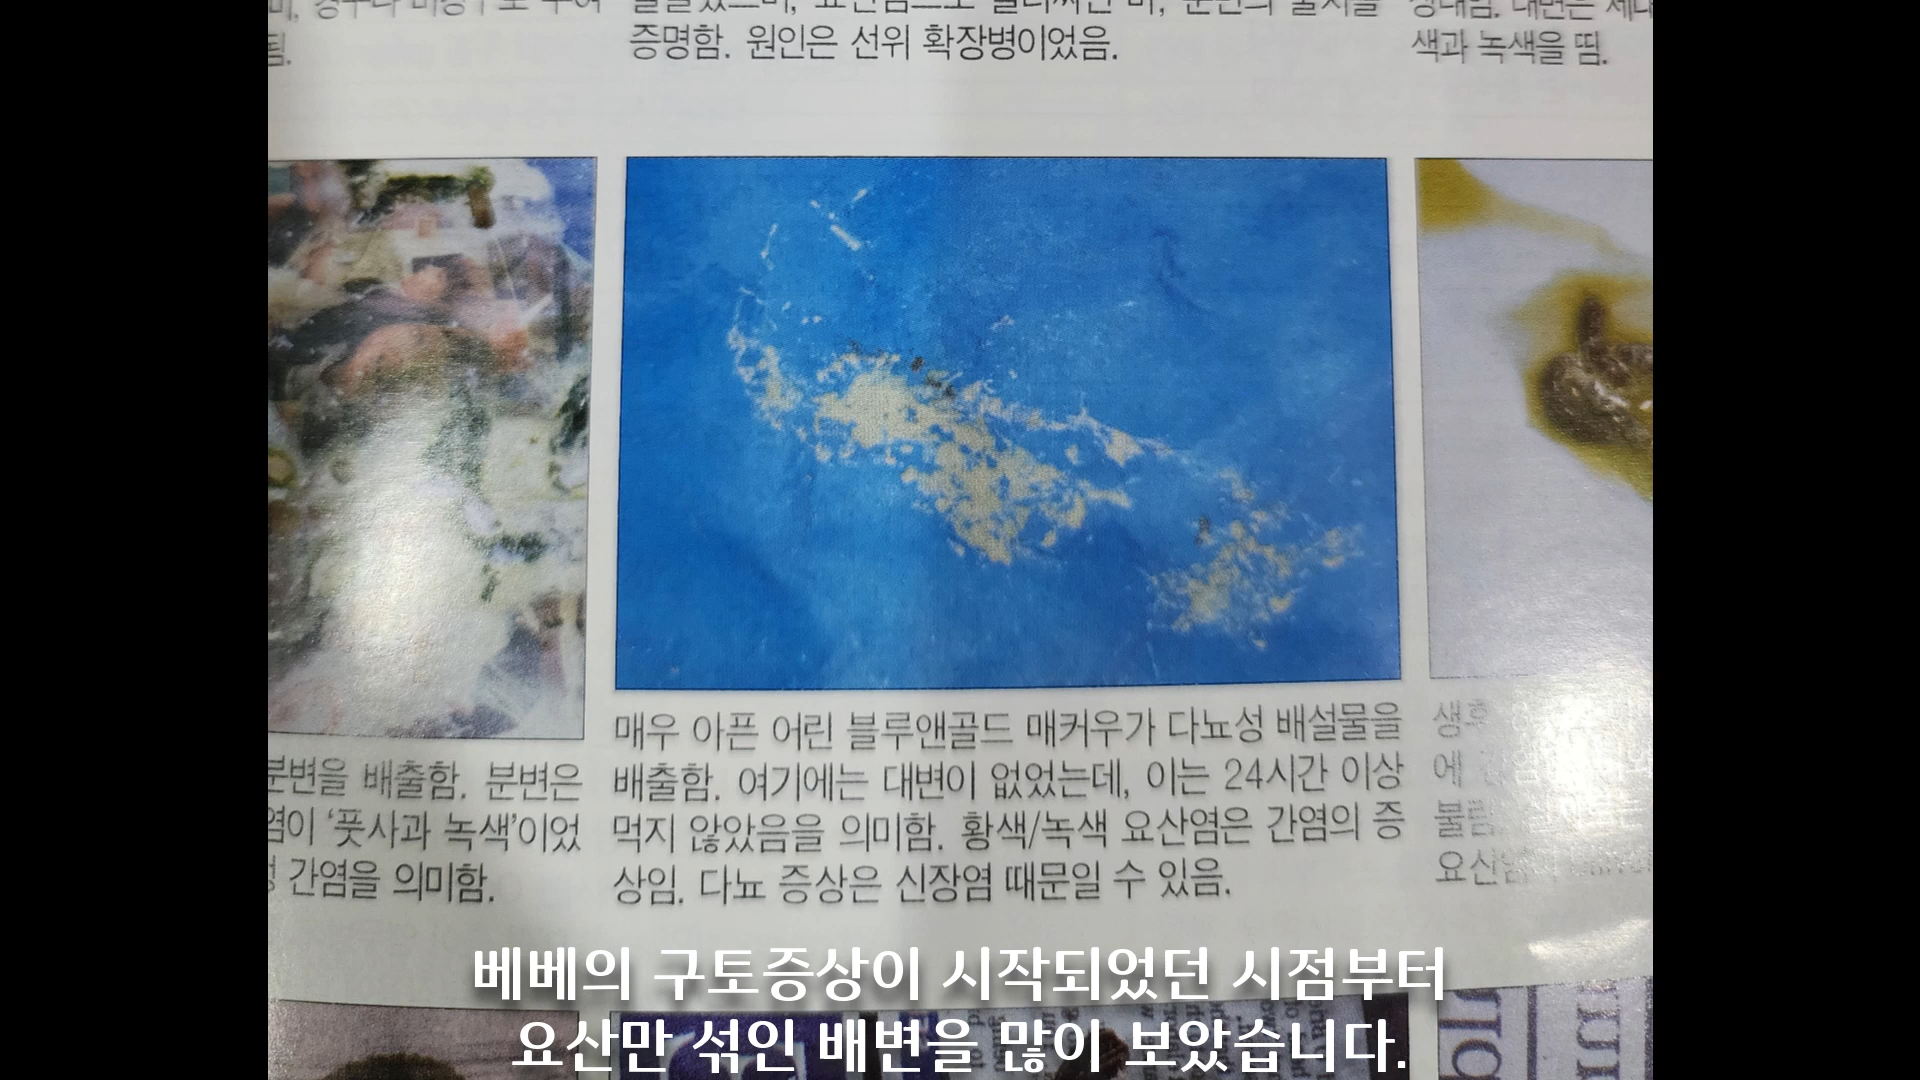 증명함. 원인은 선위 확장병이었음.
색과 녹색을 띰.
분변을 배출함. 분변은
'풋사과 녹색'이었
간염을 의미함.
매우 아픈 어린 블루앤골드 매커우가 다뇨성 배설물을
배출함. 여기에는 대변이 없었는데, 이는 24시간 이상
먹지 않았음을 의미함. 황색/녹색 요산염은 간염의 증
상임. 다뇨 증상은 신장염 때문일 수 있음.
베베의 구토증상이 시작되었던 시점부터
요산만 섞인 배변을 많이 보았습니다.